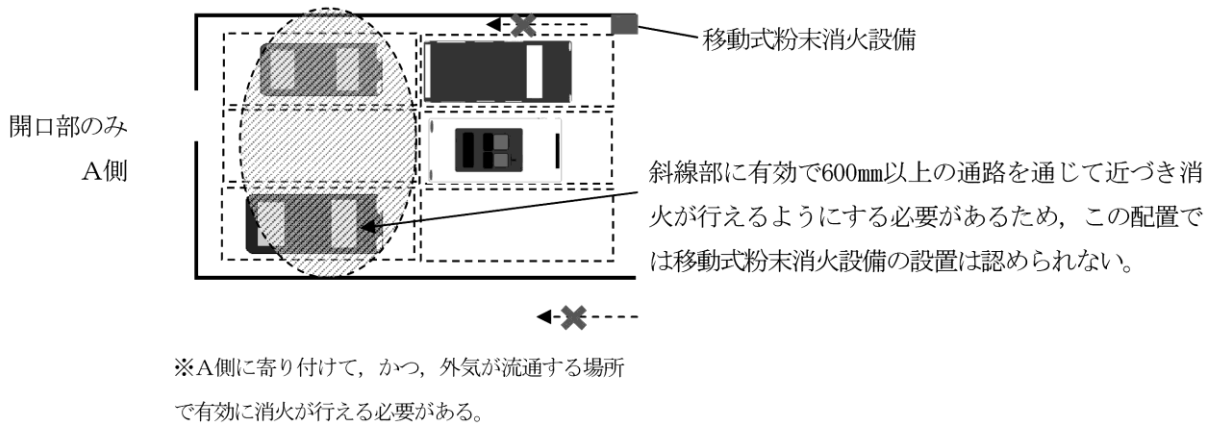 移動式粉末消火設備
開口部のみ
A側
斜線部に有効で600mm以上の通路を通じて近づき消
火が行えるようにする必要があるため，この配置で
は移動式粉末消火設備の設置は認められない。
※A側に寄り付けて，かつ，外気が流通する場所
で有効に消火が行える必要がある。